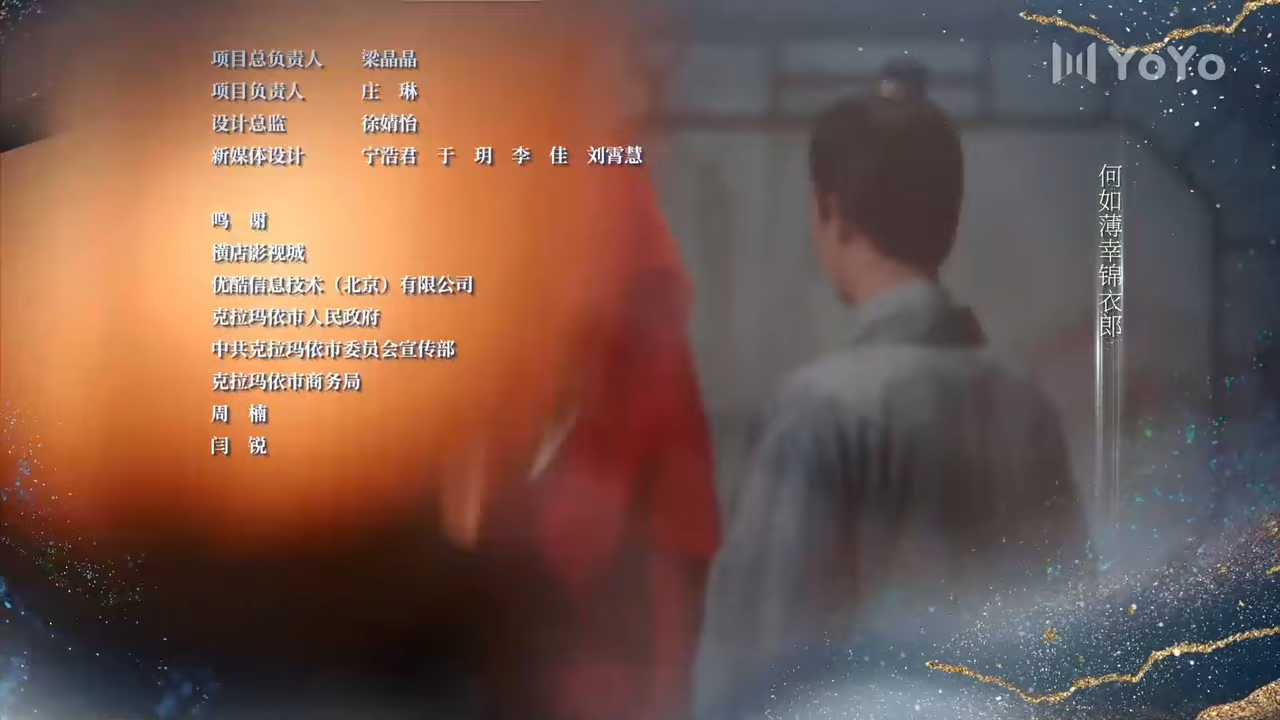 项目总负责人 梁晶晶
项目负责人 庄 琳
设计总监 徐婧怡
新媒体设计 宁浩君 于 玥 李 佳 刘霄慧
鸣 谢
横店影视城
优酷信息技术（北京）有限公司
克拉玛依市人民政府
中共克拉玛依市委员会宣传部
克拉玛依市商务局
周 楠
闫 锐
YoYo
何如薄幸锦衣郎